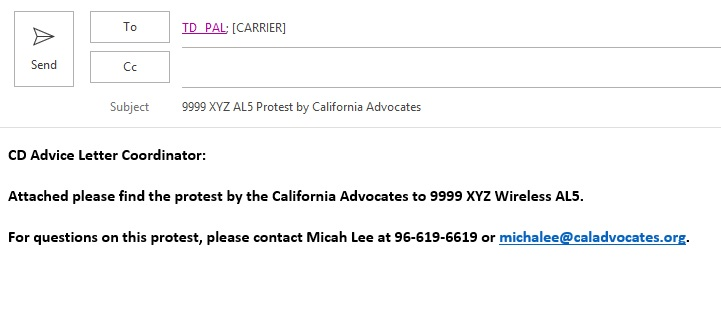 To
TD_PAL; [CARRIER]
Send
Cc
Subject
9999 XYZ AL5 Protest by California Advocates
CD Advice Letter Coordinator:
Attached please find the protest by the California Advocates to 9999 XYZ Wireless AL5.
For questions on this protest, please contact Micah Lee at 96-619-6619 or michalee@caladvocates.org.